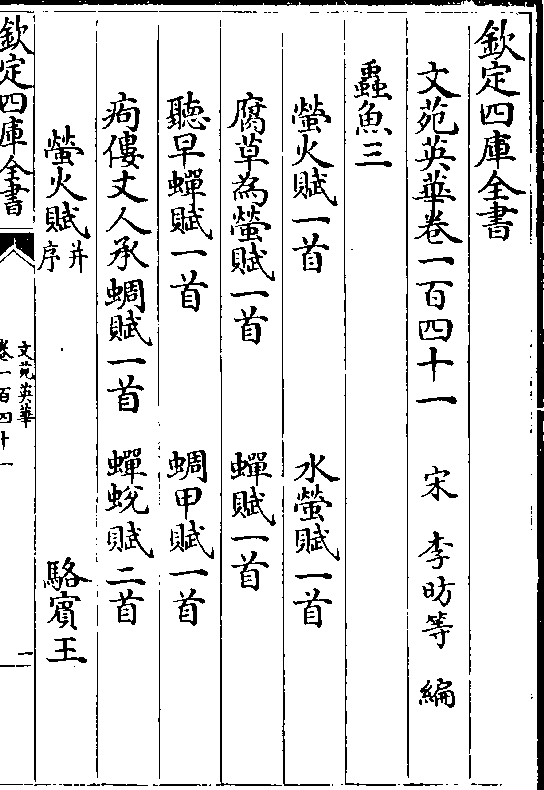 欽定四庫全書
文苑英華卷一百四十一 宋 李昉等 編
蟲魚三
螢火賦一首 水螢賦一首
腐草為螢賦一首 蟬賦一首
聽早蟬賦一首 蜩甲賦一首
痀僂丈人承蜩賦一首 蟬蛻賦二首
螢火賦并序 駱賓王
欽定四庫全書
文苑英華
卷一百四十一
一